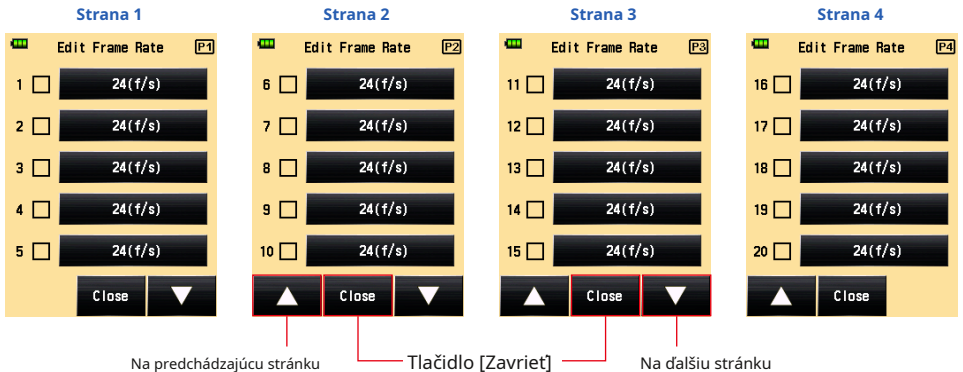 Strana 1
Edit Frame Rate P1
1 24(f/s)
2 24(f/s)
3 24(f/s)
4 24(f/s)
5 24(f/s)
Close
Strana 2
Edit Frame Rate P2
6 24(f/s)
7 24(f/s)
8 24(f/s)
9 24(f/s)
10 24(f/s)
Close
Strana 3
Edit Frame Rate P3
11 24(f/s)
12 24(f/s)
13 24(f/s)
14 24(f/s)
15 24(f/s)
Close
Strana 4
Edit Frame Rate P4
16 24(f/s)
17 24(f/s)
18 24(f/s)
19 24(f/s)
20 24(f/s)
Close
Na predchádzajúcu stránku
Tlačidlo [Zavrieť]
Na ďalšiu stránku